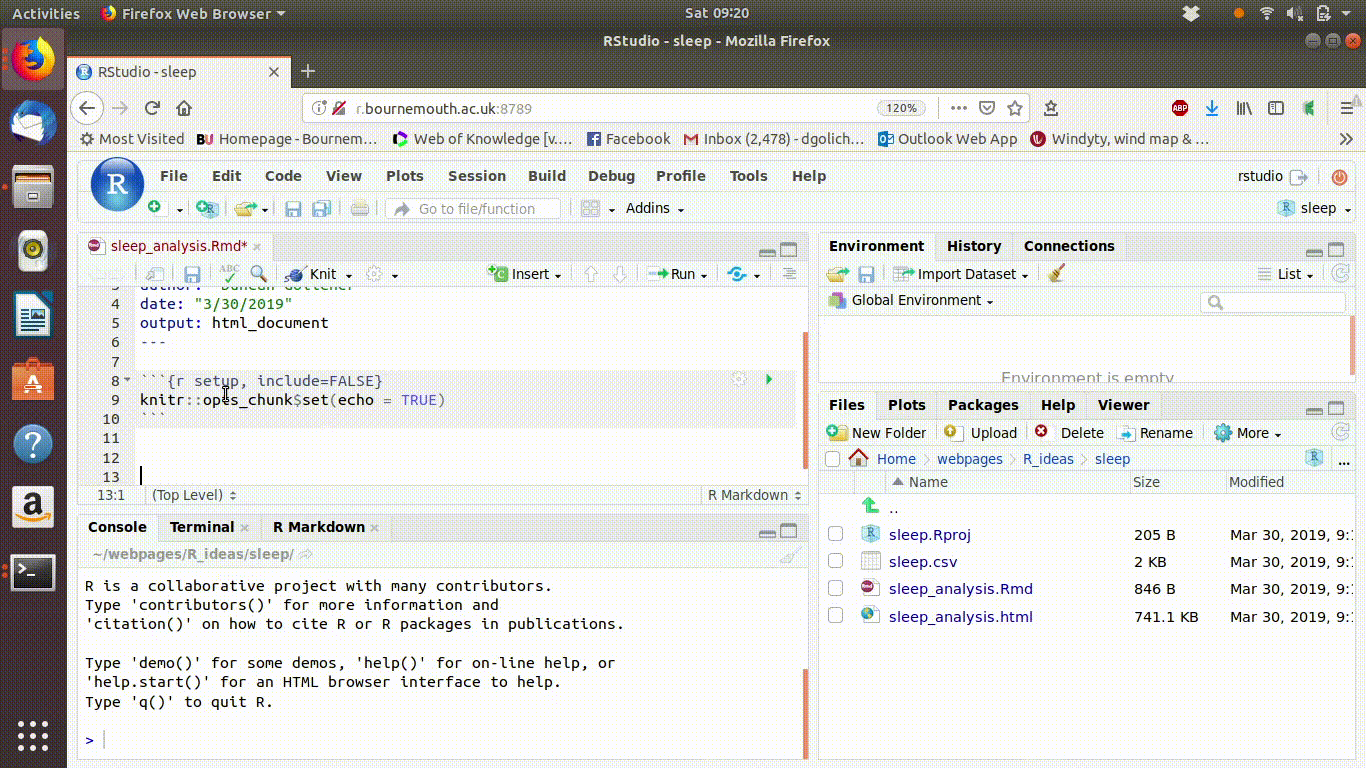 Activities Firefox Web Browser Sat 09:20
RStudio - sleep - Mozilla Firefox
RStudio - sleep
r.bournemouth.ac.uk:8789 120% ABP
Most Visited BU Homepage - Bournem… Web of Knowledge [v.… Facebook Inbox (2,478) - dgolich… Outlook Web App Windyty, wind map & …
R File Edit Code View Plots Session Build Debug Profile Tools Help rstudio
Go to file/function Addins sleep
sleep_analysis.Rmd*
ABC Knit Insert Run
4 date: "3/30/2019"
5 output: html_document
6 ---
7
8 ```{r setup, include=FALSE}
9 knitr::opts_chunk$set(echo = TRUE)
10 ```
11
12
13
13:1 (Top Level) R Markdown
Console Terminal R Markdown
~/webpages/R_ideas/sleep/
R is a collaborative project with many contributors.
Type 'contributors()' for more information and
'citation()' on how to cite R or R packages in publications.
Type 'demo()' for some demos, 'help()' for on-line help, or
'help.start()' for an HTML browser interface to help.
Type 'q()' to quit R.
>
Environment History Connections
Import Dataset List
Global Environment
Environment is empty
Files Plots Packages Help Viewer
New Folder Upload Delete Rename More
Home webpages R_ideas sleep ...
Name Size Modified
..
sleep.Rproj 205 B Mar 30, 2019, 9:
sleep.csv 2 KB Mar 30, 2019, 9:
sleep_analysis.Rmd 846 B Mar 30, 2019, 9:
sleep_analysis.html 741.1 KB Mar 30, 2019, 9: